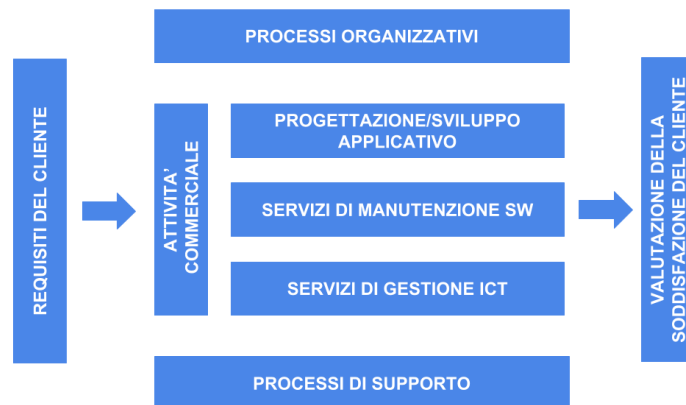 PROCESSI ORGANIZZATIVI
REQUISITI DEL CLIENTE
ATTIVITA'
COMMERCIALE
PROGETTAZIONE/SVILUPPO
APPLICATIVO
SERVIZI DI MANUTENZIONE SW
SERVIZI DI GESTIONE ICT
VALUTAZIONE DELLA
SODDISFAZIONE DEL CLIENTE
PROCESSI DI SUPPORTO